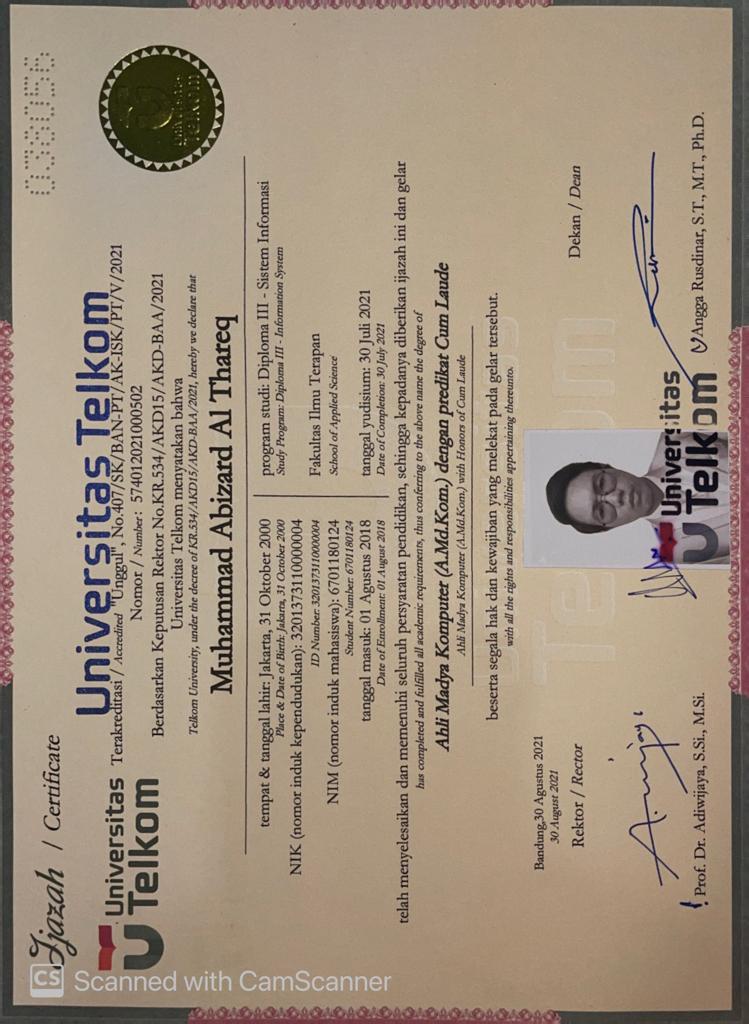 038056
Ijazah / Certificate
Universitas
Telkom
Universitas Telkom
Terakreditasi / Accredited "Unggul", No.407/SK/BAN-PT/AK-ISK/PT/V/2021
Nomor / Number: 574012021000502
Berdasarkan Keputusan Rektor No.KR.534/AKD15/AKD-BAA/2021
Universitas Telkom menyatakan bahwa
Telkom University, under the decree of KR.534/AKD15/AKD-BAA/2021, hereby we declare that
Muhammad Abizard Al Thareq
tempat & tanggal lahir: Jakarta, 31 Oktober 2000
Place & Date of Birth: Jakarta, 31 October 2000
NIK (nomor induk kependudukan): 3201373110000004
ID Number: 3201373110000004
NIM (nomor induk mahasiswa): 6701180124
Student Number: 6701180124
tanggal masuk: 01 Agustus 2018
Date of Enrollment: 01 August 2018
program studi: Diploma III - Sistem Informasi
Study Program: Diploma III - Information System
Fakultas Ilmu Terapan
School of Applied Science
tanggal yudisium: 30 Juli 2021
Date of Completion: 30 July 2021
telah menyelesaikan dan memenuhi seluruh persyaratan pendidikan, sehingga kepadanya diberikan ijazah ini dan gelar
has completed and fulfilled all academic requirements, thus conferring to the above name the degree of
Ahli Madya Komputer (A.Md.Kom.) dengan predikat Cum Laude
Ahli Madya Komputer (A.Md.Kom.) with Honors of Cum Laude
beserta segala hak dan kewajiban yang melekat pada gelar tersebut.
with all the rights and responsibilities appertaining thereunto.
Bandung,30 Agustus 2021
30 August 2021
Rektor / Rector
Dekan / Dean
Universitas
Telkom
Prof. Dr. Adiwijaya, S.Si., M.Si.
Angga Rusdinar, S.T., M.T., Ph.D.
CS Scanned with CamScanner